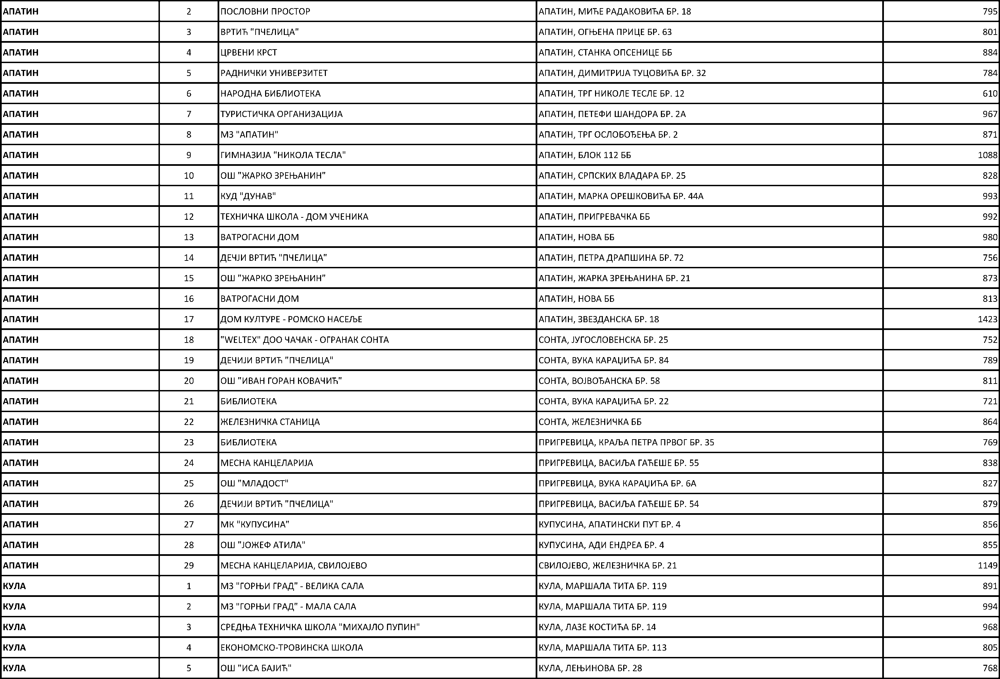 АПАТИН 2 ПОСЛОВНИ ПРОСТОР АПАТИН, МИЋЕ РАДАКОВИЋА БР. 18 795
АПАТИН 3 ВРТИЋ "ПЧЕЛИЦА" АПАТИН, ОГЊЕНА ПРИЦЕ БР. 63 801
АПАТИН 4 ЦРВЕНИ КРСТ АПАТИН, СТАНКА ОПСЕНИЦЕ ББ 884
АПАТИН 5 РАДНИЧКИ УНИВЕРЗИТЕТ АПАТИН, ДИМИТРИЈА ТУЦОВИЋА БР. 32 784
АПАТИН 6 НАРОДНА БИБЛИОТЕКА АПАТИН, ТРГ НИКОЛЕ ТЕСЛЕ БР. 12 610
АПАТИН 7 ТУРИСТИЧКА ОРГАНИЗАЦИЈА АПАТИН, ПЕТЕФИ ШАНДОРА БР. 2А 967
АПАТИН 8 МЗ "АПАТИН" АПАТИН, ТРГ ОСЛОБОЂЕЊА БР. 2 871
АПАТИН 9 ГИМНАЗИЈА "НИКОЛА ТЕСЛА" АПАТИН, БЛОК 112 ББ 1088
АПАТИН 10 ОШ "ЖАРКО ЗРЕЊАНИН" АПАТИН, СРПСКИХ ВЛАДАРА БР. 25 828
АПАТИН 11 КУД "ДУНАВ" АПАТИН, МАРКА ОРЕШКОВИЋА БР. 44А 993
АПАТИН 12 ТЕХНИЧКА ШКОЛА - ДОМ УЧЕНИКА АПАТИН, ПРИГРЕВАЧКА ББ 992
АПАТИН 13 ВАТРОГАСНИ ДОМ АПАТИН, НОВА ББ 980
АПАТИН 14 ДЕЧЈИ ВРТИЋ "ПЧЕЛИЦА" АПАТИН, ПЕТРА ДРАПШИНА БР. 72 756
АПАТИН 15 ОШ "ЖАРКО ЗРЕЊАНИН" АПАТИН, ЖАРКА ЗРЕЊАНИНА БР. 21 873
АПАТИН 16 ВАТРОГАСНИ ДОМ АПАТИН, НОВА ББ 813
АПАТИН 17 ДОМ КУЛТУРЕ - РОМСКО НАСЕЉЕ АПАТИН, ЗВЕЗДАНСКА БР. 18 1423
АПАТИН 18 "WELTEX" ДОО ЧАЧАК - ОГРАНАК СОНТА СОНТА, ЈУГОСЛОВЕНСКА БР. 25 752
АПАТИН 19 ДЕЧИЈИ ВРТИЋ "ПЧЕЛИЦА" СОНТА, ВУКА КАРАЏИЋА БР. 84 789
АПАТИН 20 ОШ "ИВАН ГОРАН КОВАЧИЋ" СОНТА, ВОЈВОЂАНСКА БР. 58 811
АПАТИН 21 БИБЛИОТЕКА СОНТА, ВУКА КАРАЏИЋА БР. 22 721
АПАТИН 22 ЖЕЛЕЗНИЧКА СТАНИЦА СОНТА, ЖЕЛЕЗНИЧКА ББ 864
АПАТИН 23 БИБЛИОТЕКА ПРИГРЕВИЦА, КРАЉА ПЕТРА ПРВОГ БР. 35 769
АПАТИН 24 МЕСНА КАНЦЕЛАРИЈА ПРИГРЕВИЦА, ВАСИЉА ГАЋЕШЕ БР. 55 838
АПАТИН 25 ОШ "МЛАДОСТ" ПРИГРЕВИЦА, ВУКА КАРАЏИЋА БР. 6А 827
АПАТИН 26 ДЕЧИЈИ ВРТИЋ "ПЧЕЛИЦА" ПРИГРЕВИЦА, ВАСИЉА ГАЋЕШЕ БР. 54 879
АПАТИН 27 МК "КУПУСИНА" КУПУСИНА, АПАТИНСКИ ПУТ БР. 4 856
АПАТИН 28 ОШ "ЈОЖЕФ АТИЛА" КУПУСИНА, АДИ ЕНДРЕА БР. 4 855
АПАТИН 29 МЕСНА КАНЦЕЛАРИЈА, СВИЛОЈЕВО СВИЛОЈЕВО, ЖЕЛЕЗНИЧКА БР. 21 1149
КУЛА 1 МЗ "ГОРЊИ ГРАД" - ВЕЛИКА САЛА КУЛА, МАРШАЛА ТИТА БР. 119 891
КУЛА 2 МЗ "ГОРЊИ ГРАД" - МАЛА САЛА КУЛА, МАРШАЛА ТИТА БР. 119 994
КУЛА 3 СРЕДЊА ТЕХНИЧКА ШКОЛА "МИХАЈЛО ПУПИН" КУЛА, ЛАЗЕ КОСТИЋА БР. 14 968
КУЛА 4 ЕКОНОМСКО-ТРОВИНСКА ШКОЛА КУЛА, МАРШАЛА ТИТА БР. 113 805
КУЛА 5 ОШ "ИСА БАЈИЋ" КУЛА, ЛЕЊИНОВА БР. 28 768